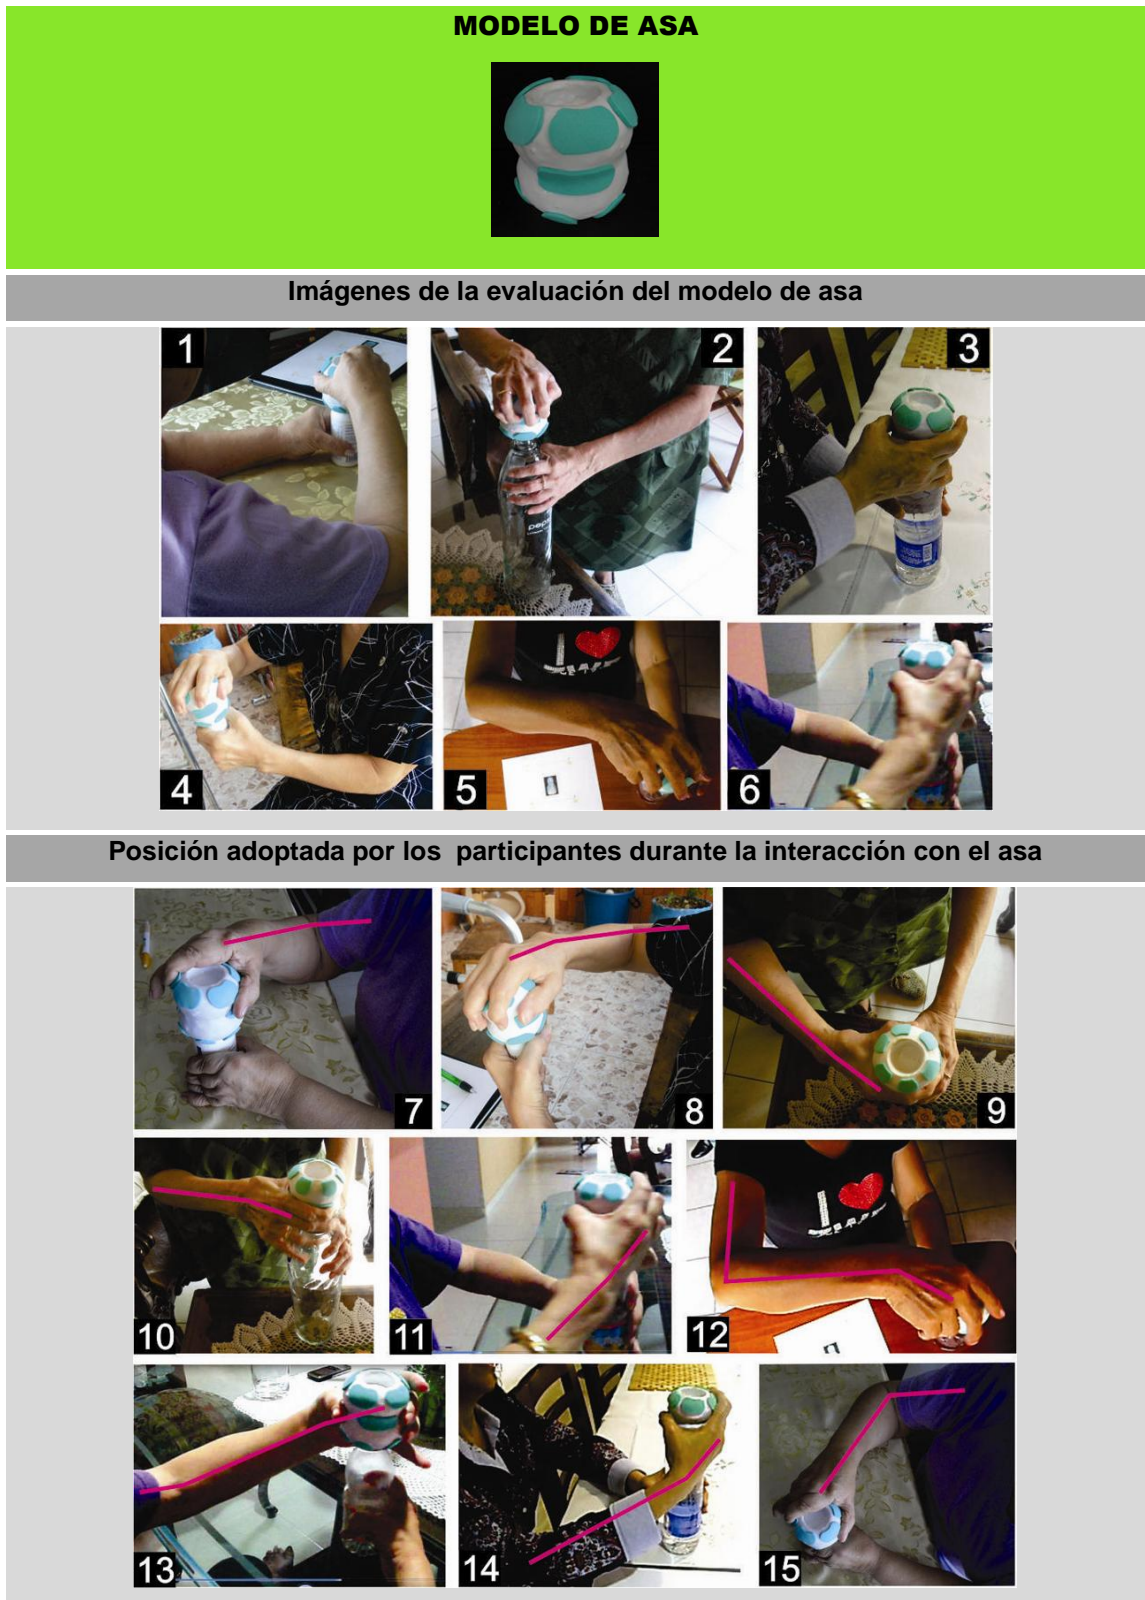 MODELO DE ASA
Imágenes de la evaluación del modelo de asa
1
2
pepsi
3
4
5
I
6
Posición adoptada por los participantes durante la interacción con el asa
7
8
9
10
11
12
I
13
14
15